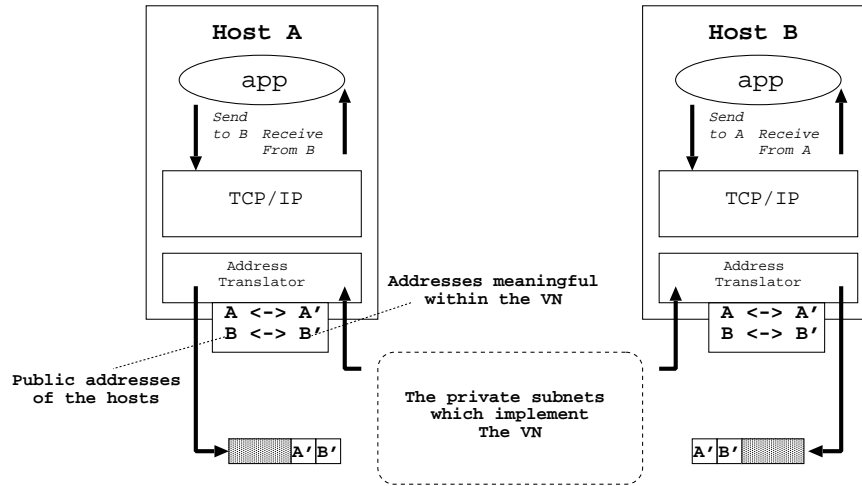 Host A
app
Send
to B
Receive
From B
TCP/IP
Address
Translator
A <-> A'
B <-> B'
Public addresses
of the hosts
A' B'
Addresses meaningful
within the VN
The private subnets
which implement
The VN
Host B
app
Send
to A
Receive
From A
TCP/IP
Address
Translator
A <-> A'
B <-> B'
A' B'